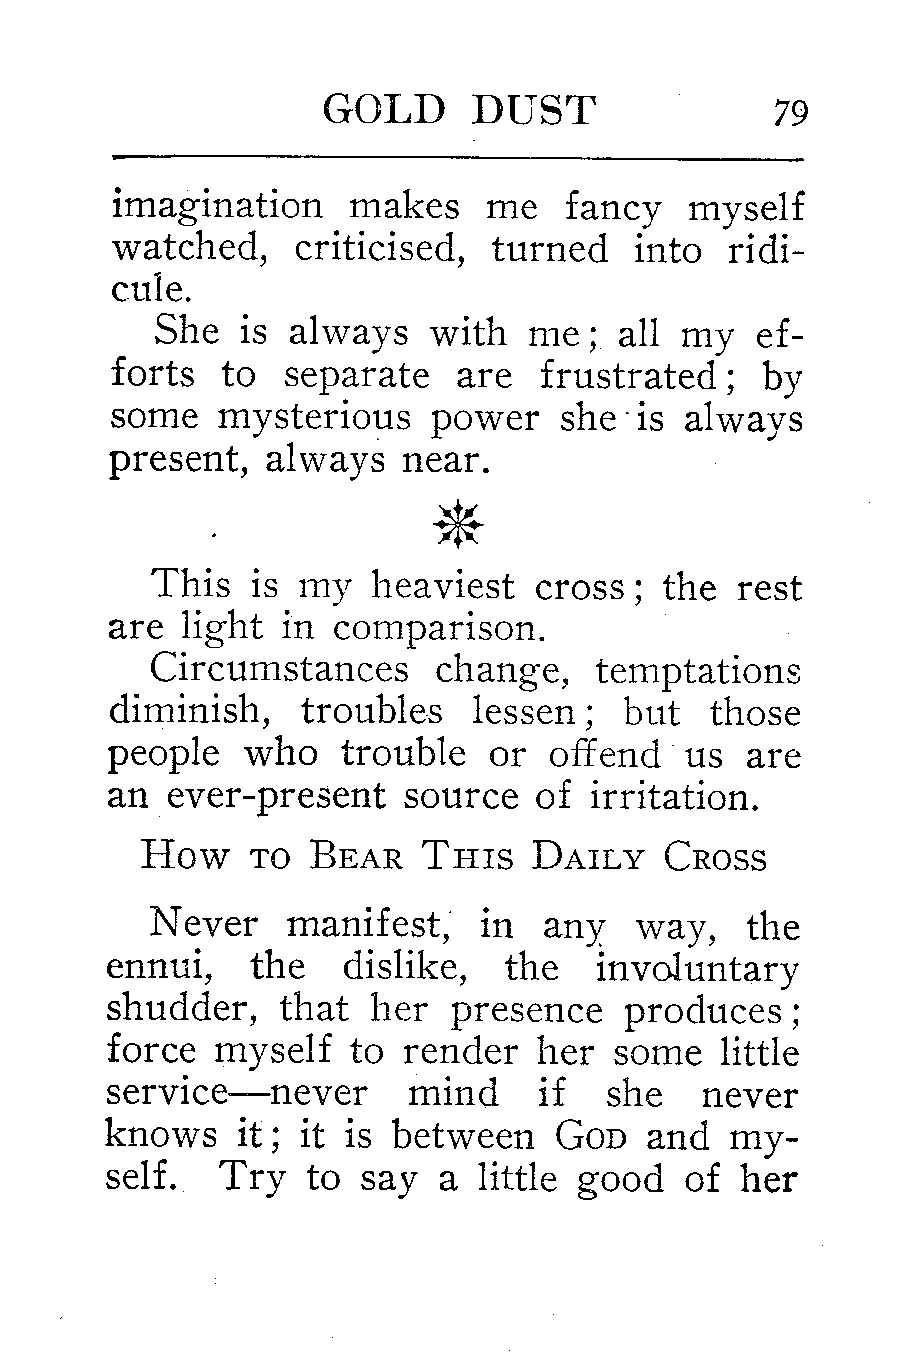 GOLD DUST 79
imagination makes me fancy myself
watched, criticised, turned into ridi-
cule.
She is always with me; all my ef-
forts to separate are frustrated; by
some mysterious power she is always
present, always near.
This is my heaviest cross; the rest
are light in comparison.
Circumstances change, temptations
diminish, troubles lessen; but those
people who trouble or offend us are
an ever-present source of irritation.
How to Bear This Daily Cross
Never manifest, in any way, the
ennui, the dislike, the involuntary
shudder, that her presence produces;
force myself to render her some little
service—never mind if she never
knows it; it is between God and my-
self. Try to say a little good of her